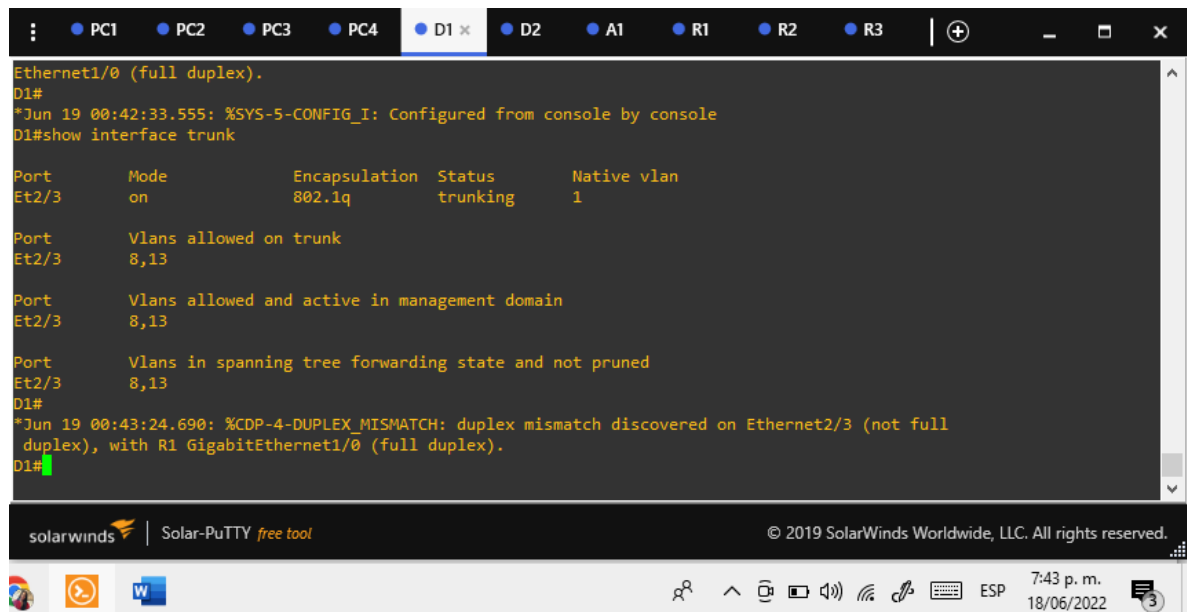 PC1 PC2 PC3 PC4 D1 × D2 A1 R1 R2 R3
Ethernet1/0 (full duplex).
D1#
*Jun 19 00:42:33.555: %SYS-5-CONFIG_I: Configured from console by console
D1#show interface trunk
Port Mode Encapsulation Status Native vlan
Et2/3 on 802.1q trunking 1
Port Vlans allowed on trunk
Et2/3 8,13
Port Vlans allowed and active in management domain
Et2/3 8,13
Port Vlans in spanning tree forwarding state and not pruned
Et2/3 8,13
D1#
*Jun 19 00:43:24.690: %CDP-4-DUPLEX_MISMATCH: duplex mismatch discovered on Ethernet2/3 (not full
duplex), with R1 GigabitEthernet1/0 (full duplex).
D1#
solarwinds | Solar-PuTTY free tool © 2019 SolarWinds Worldwide, LLC. All rights reserved.
W ESP 7:43 p. m.
18/06/2022 3